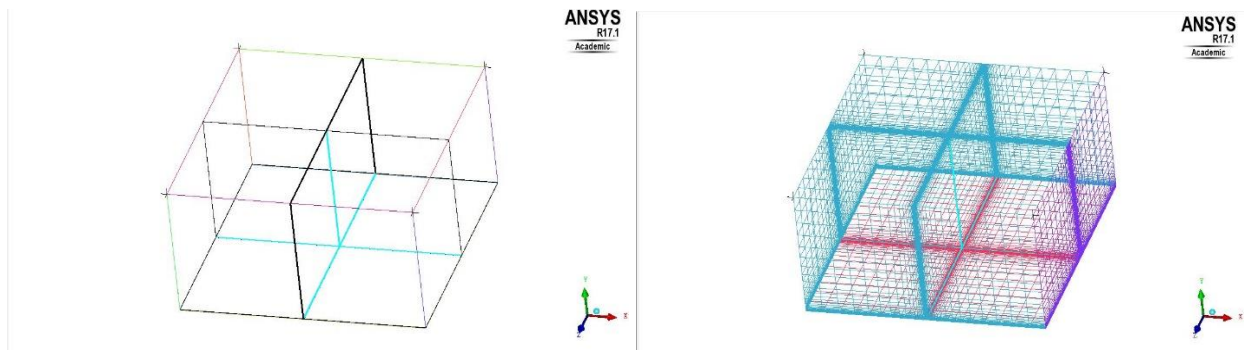 ANSYS
R17.1
Academic
Y
X
Z
ANSYS
R17.1
Academic
Y
X
Z